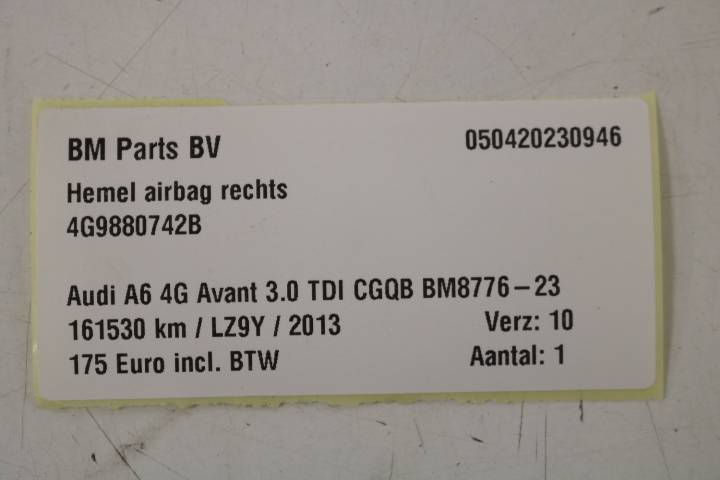 BM Parts BV 050420230946
Hemel airbag rechts
4G9880742B
Audi A6 4G Avant 3.0 TDI CGQB BM8776-23
161530 km / LZ9Y / 2013 Verz: 10
175 Euro incl. BTW Aantal: 1